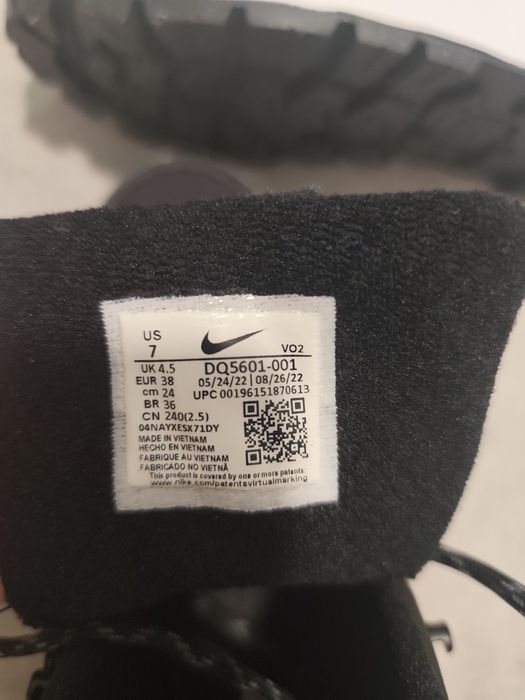 US
7
VO2
UK 4.5
DQ5601-001
EUR 38
05/24/22 | 08/26/22
cm 24
UPC 00196151870613
BR 36
CN 240(2.5)
04NAYXESX71DY
MADE IN VIETNAM
HECHO EN VIETNAM
FABRIQUE AU VIETNAM
FABRICADO NO VIETNÃ
This product is covered by one or more patents:
www.nike.com/patentsvirtualmarking